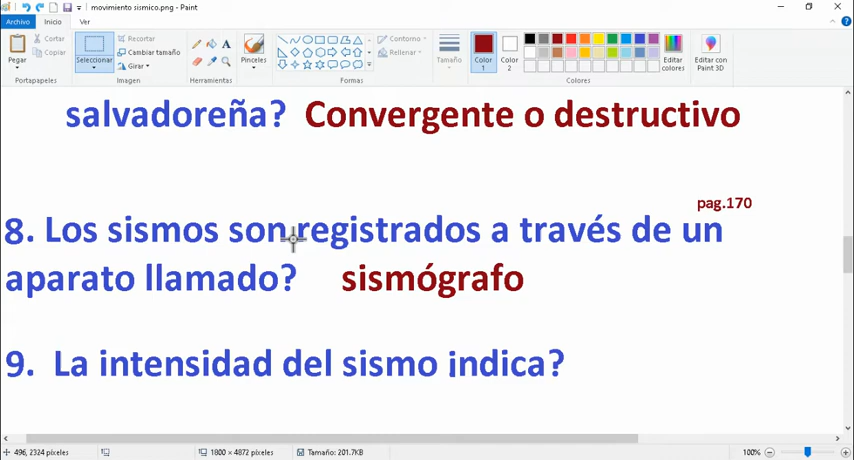 movimiento sismico.png - Paint
Archivo Inicio Ver
Pegar
Cortar
Copiar
Portapapeles
Seleccionar
Recortar
Cambiar tamaño
Girar
Imagen
A
Herramientas
Pinceles
Contorno
Rellenar
Formas
Tamaño
Color 1
Color 2
Editar colores
Editar con Paint 3D
Colores
salvadoreña? Convergente o destructivo
pag.170
8. Los sismos son registrados a través de un
aparato llamado? sismógrafo
9. La intensidad del sismo indica?
496, 2324 píxeles
1800 × 4872 píxeles
Tamaño: 201.7KB
100%